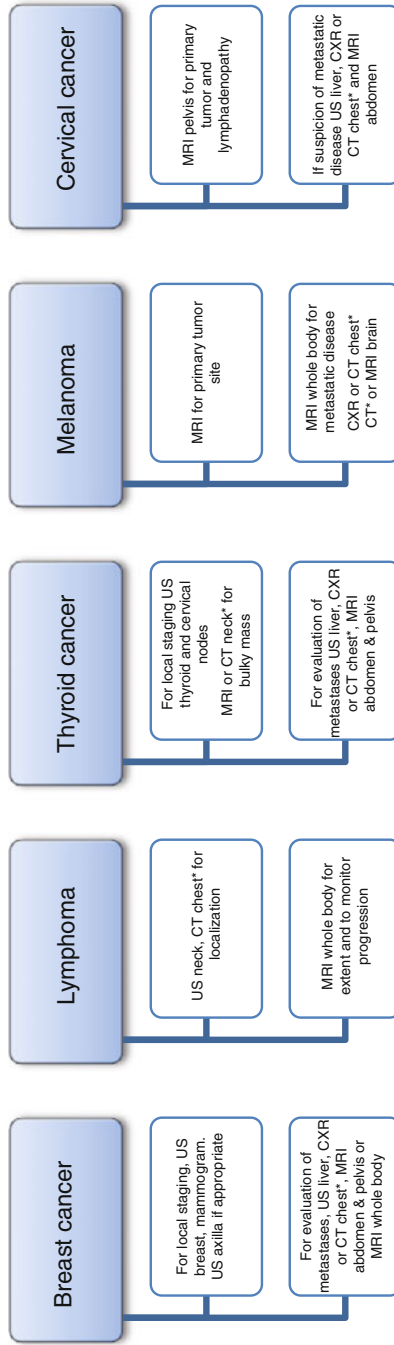 Breast cancer
For local staging, US
breast, mammogram.
US axilla if appropriate
For evaluation of
metastases, US liver, CXR
or CT chest*, MRI
abdomen & pelvis or
MRI whole body
Lymphoma
US neck, CT chest* for
localization
MRI whole body for
extent and to monitor
progression
Thyroid cancer
For local staging US
thyroid and cervical
nodes
MRI or CT neck* for
bulky mass
For evaluation of
metastases US liver, CXR
or CT chest*, MRI
abdomen & pelvis
Melanoma
MRI for primary tumor
site
MRI whole body for
metastatic disease
CXR or CT chest*
CT* or MRI brain
Cervical cancer
MRI pelvis for primary
tumor and
lymphadenopathy
If suspicion of metastatic
disease US liver, CXR or
CT chest* and MRI
abdomen